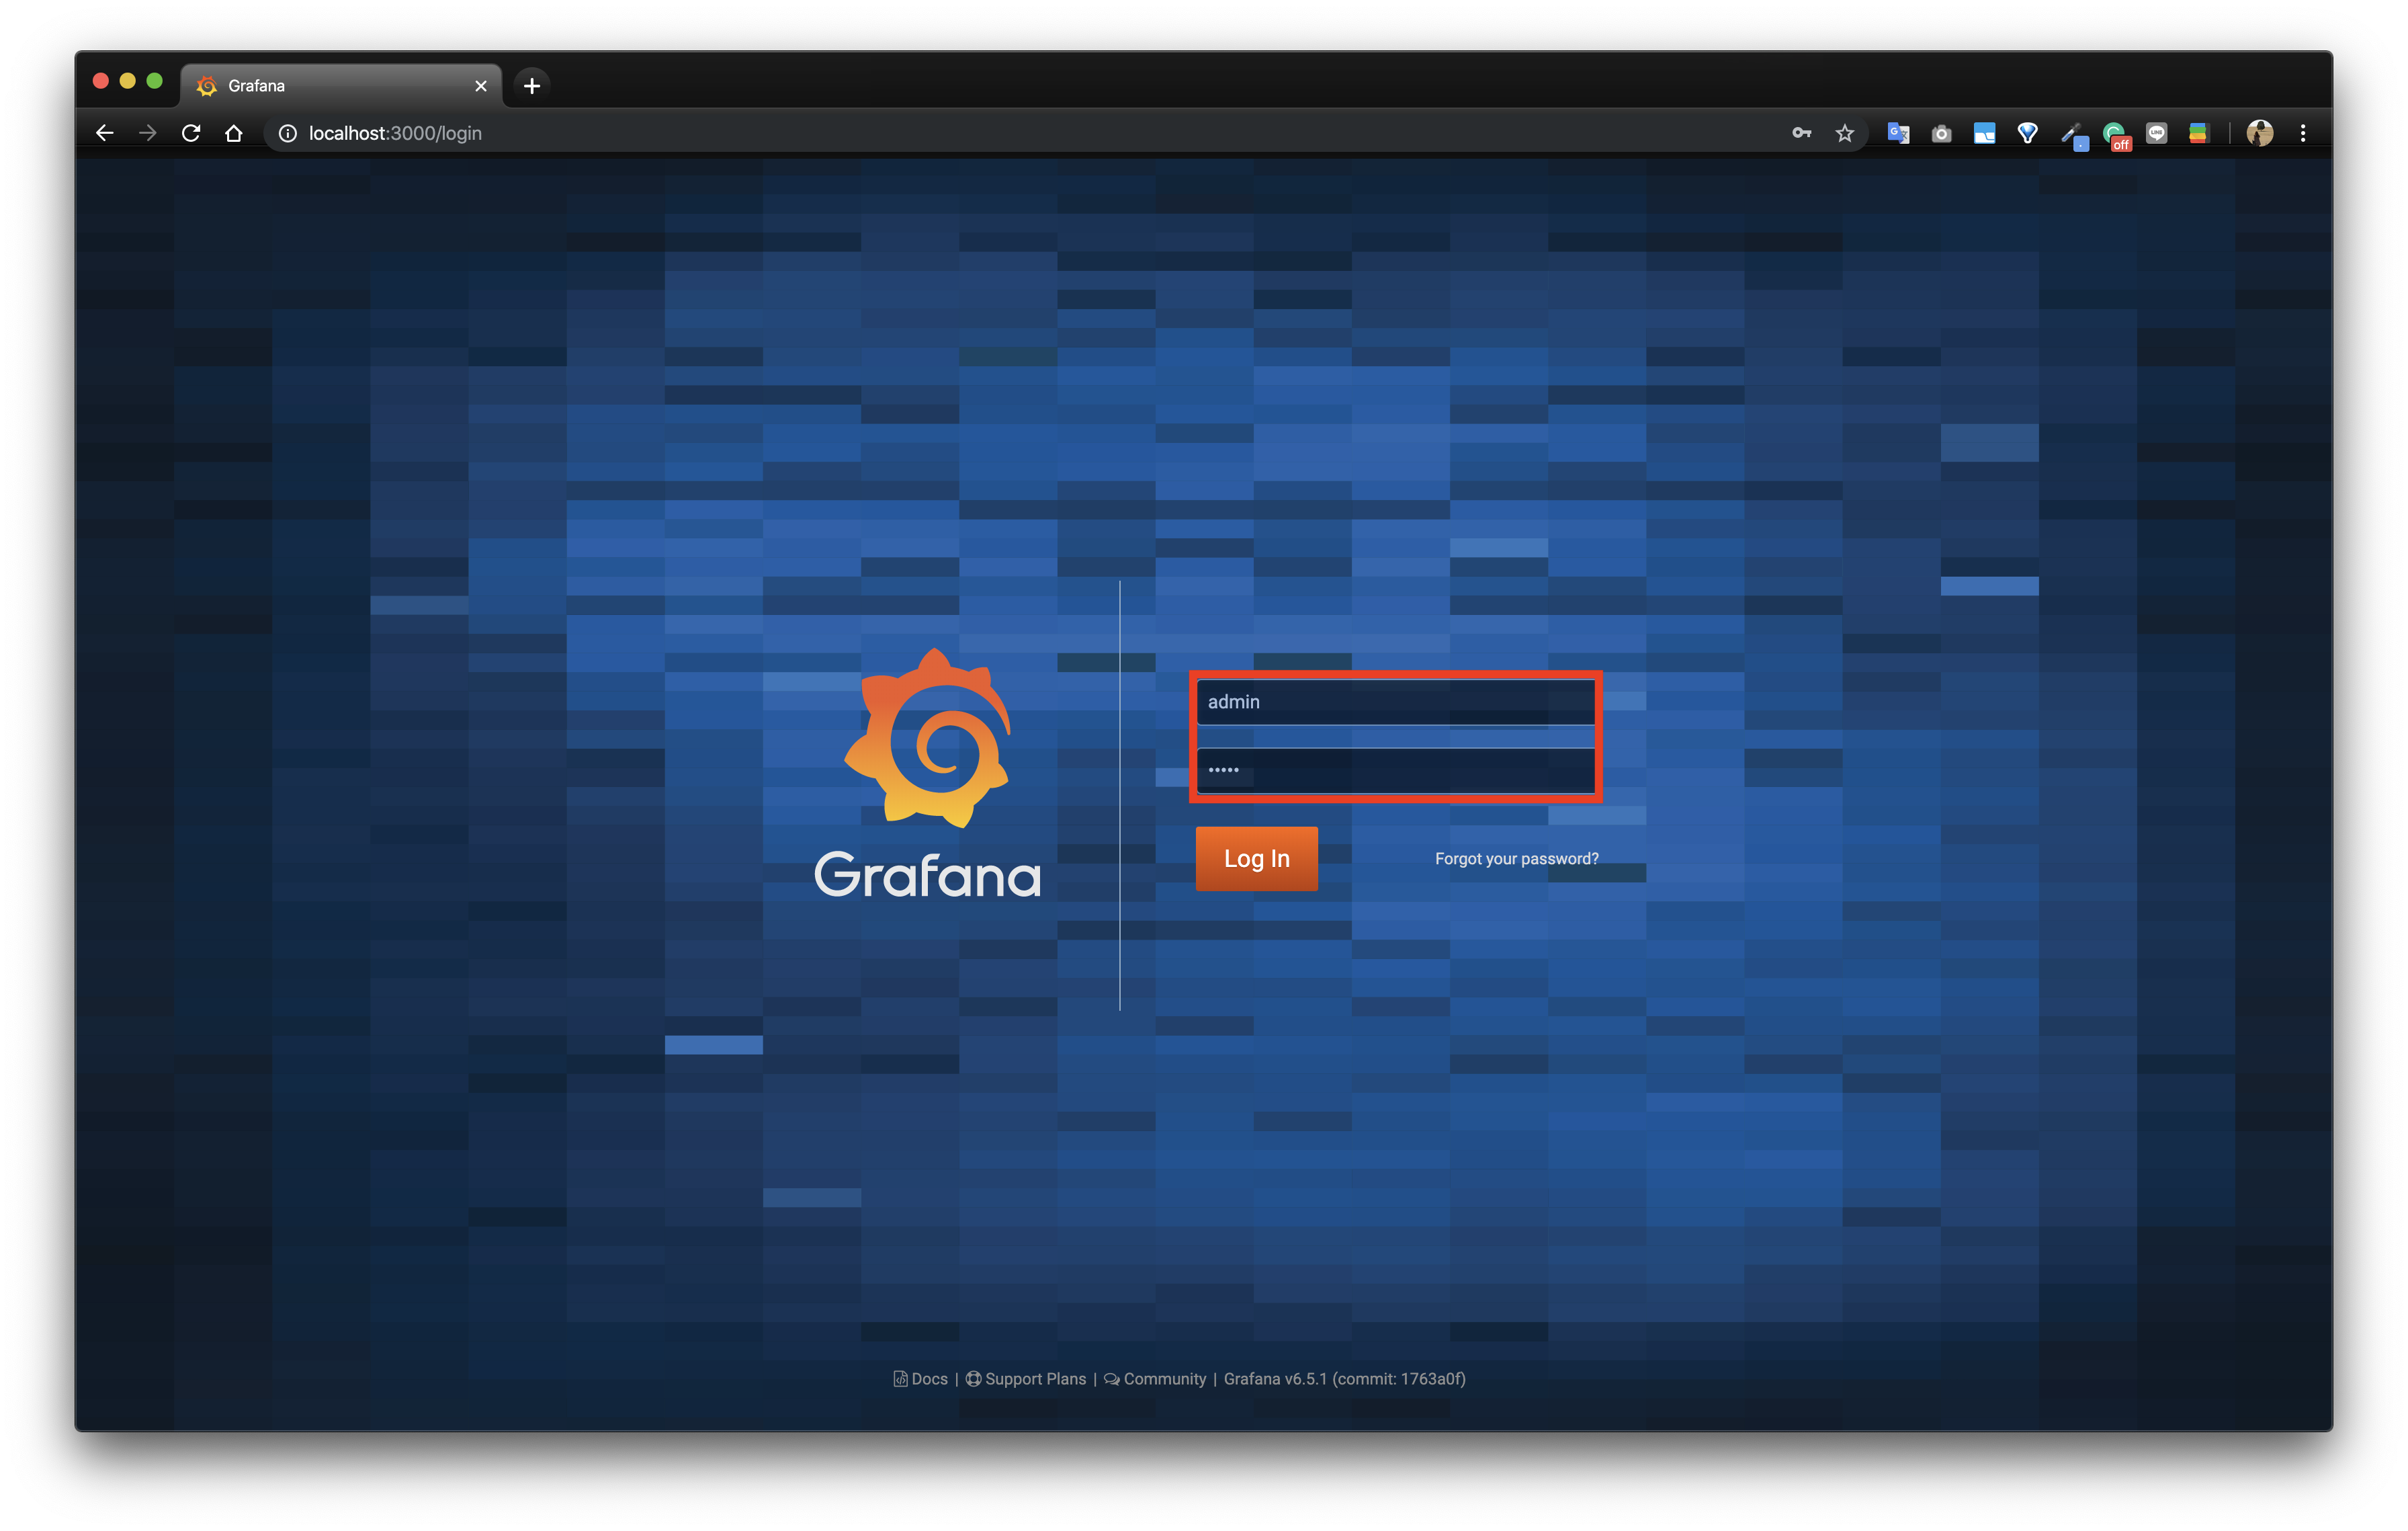 Grafana
localhost:3000/login
off
LINE
admin
•••••
Log In
Forgot your password?
Grafana
Docs | Support Plans | Community | Grafana v6.5.1 (commit: 1763a0f)